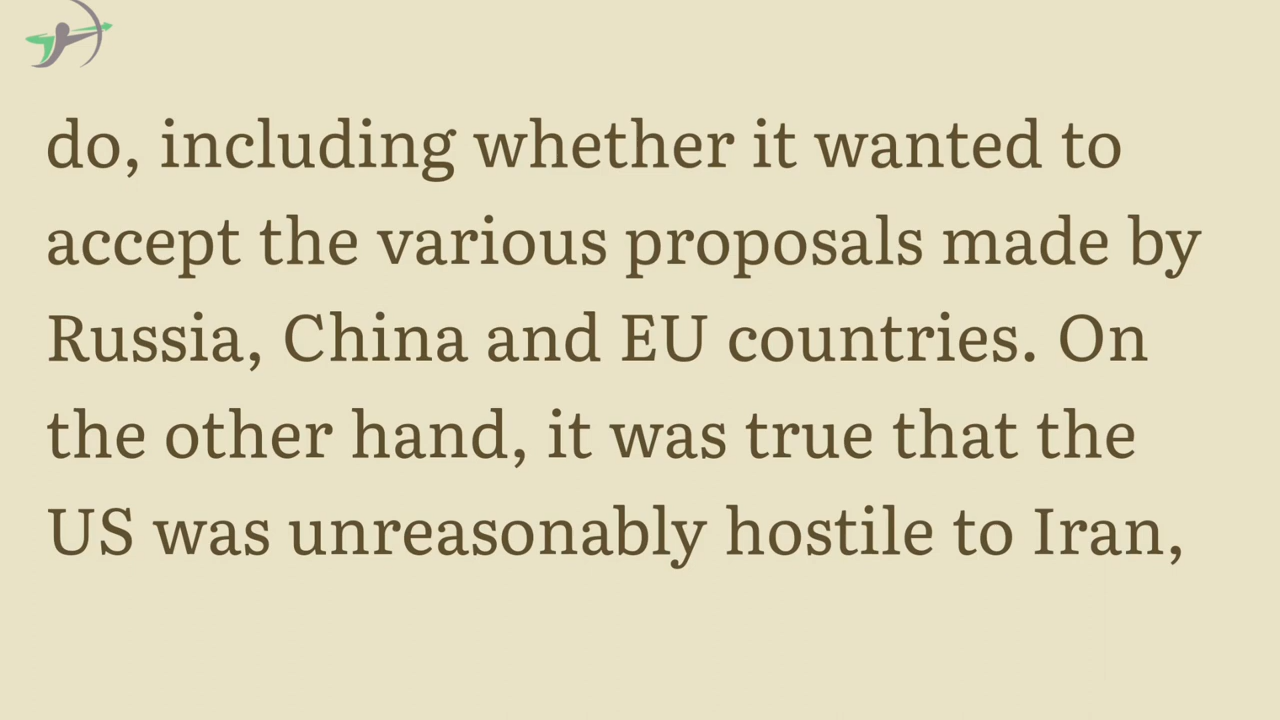 do, including whether it wanted to
accept the various proposals made by
Russia, China and EU countries. On
the other hand, it was true that the
US was unreasonably hostile to Iran,